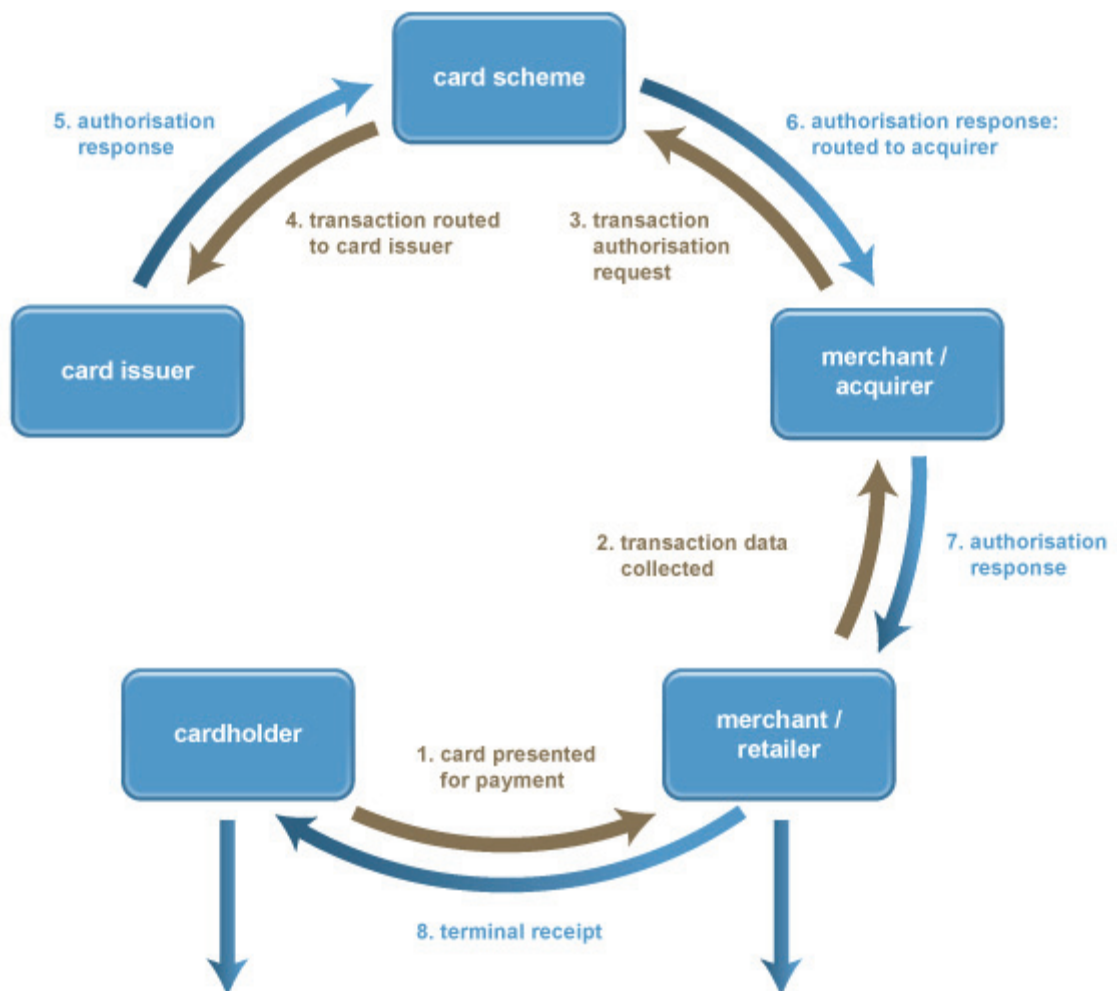 card scheme
5. authorisation
response
6. authorisation response:
routed to acquirer
4. transaction routed
to card issuer
3. transaction
authorisation
request
card issuer
merchant /
acquirer
2. transaction data
collected
7. authorisation
response
cardholder
merchant /
retailer
1. card presented
for payment
8. terminal receipt